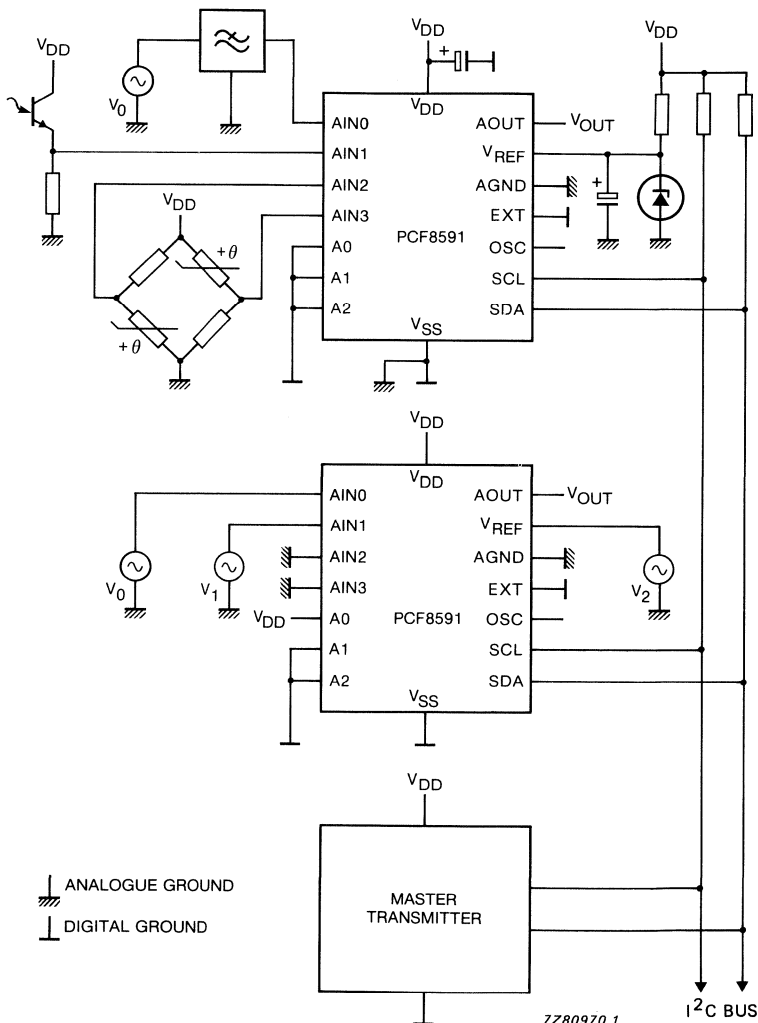 VDD
VDD
VDD
V0
VDD
AIN0
AIN1
AIN2
AIN3
A0
A1
A2
AOUT
VREF
AGND
EXT
OSC
SCL
SDA
PCF8591
VSS
VOUT
VDD
+θ
+θ
+
+
VDD
VDD
AIN0
AIN1
AIN2
AIN3
A0
A1
A2
AOUT
VREF
AGND
EXT
OSC
SCL
SDA
PCF8591
VSS
VOUT
V0
V1
VDD
V2
VDD
MASTER
TRANSMITTER
ANALOGUE GROUND
DIGITAL GROUND
7Z80970.1
I²C BUS